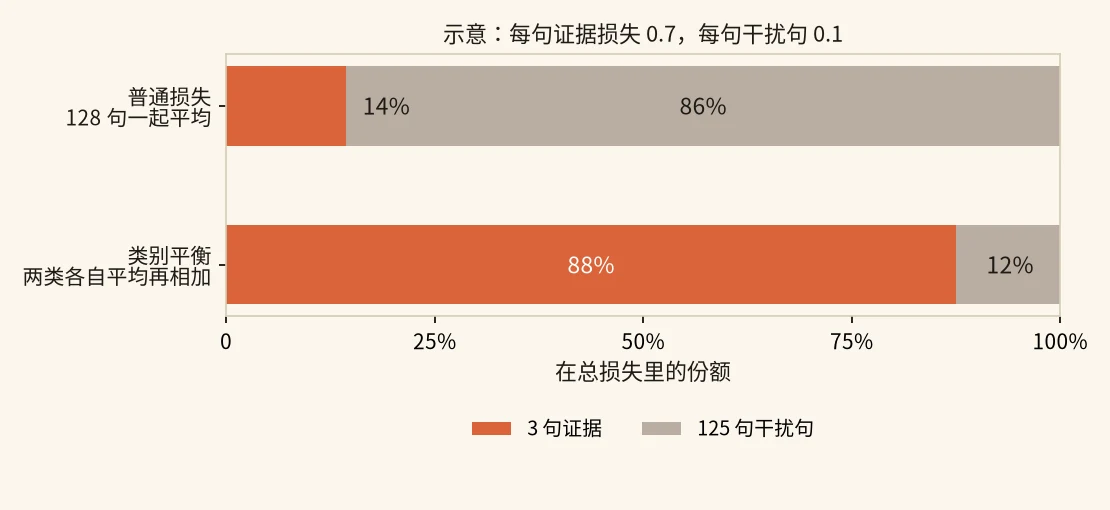 示意：每句证据损失 0.7，每句干扰句 0.1
普通损失
128 句一起平均
14%
86%
类别平衡
两类各自平均再相加
88%
12%
0
25%
50%
75%
100%
在总损失里的份额
3 句证据
125 句干扰句